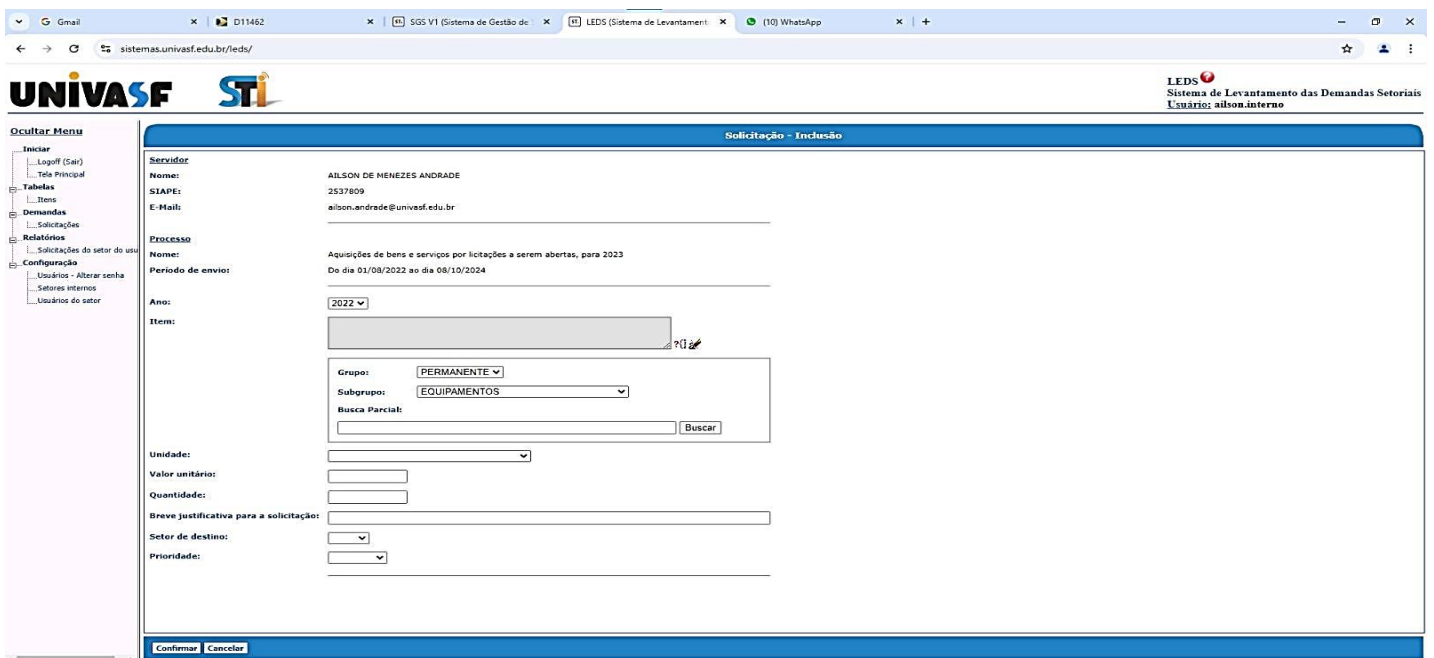 Gmail
D11462
SGS V1 (Sistema de Gestão de
LEDS (Sistema de Levantament
(10) WhatsApp
sistemas.univasf.edu.br/leds/
UNIVASF STI
LEDS
Sistema de Levantamento das Demandas Setoriais
Usuário: ailson.interno
Ocultar Menu
Iniciar
Logoff (Sair)
Tela Principal
Tabelas
Itens
Demandas
Solicitações
Relatórios
Solicitações do setor do usu
Configuração
Usuários - Alterar senha
Setores internos
Usuários do setor
Solicitação - Inclusão
Servidor
Nome: AILSON DE MENEZES ANDRADE
SIAPE: 2537809
E-Mail: ailson.andrade@univasf.edu.br
Processo
Nome: Aquisições de bens e serviços por licitações a serem abertas, para 2023
Período de envio: Do dia 01/08/2022 ao dia 08/10/2024
Ano: 2022
Item:
Grupo: PERMANENTE
Subgrupo: EQUIPAMENTOS
Busca Parcial:
Buscar
Unidade:
Valor unitário:
Quantidade:
Breve justificativa para a solicitação:
Setor de destino:
Prioridade:
Confirmar Cancelar